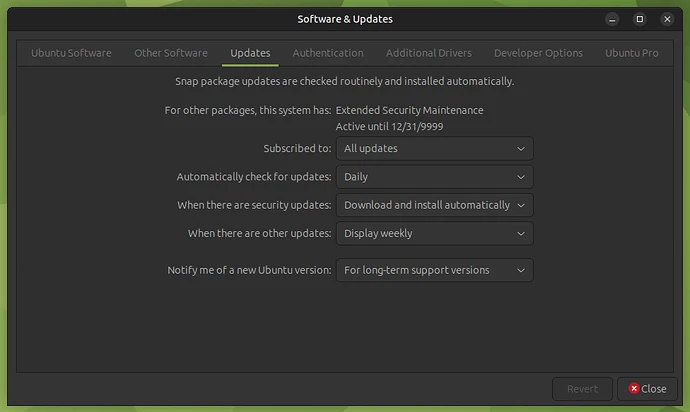 Software & Updates
Ubuntu Software Other Software Updates Authentication Additional Drivers Developer Options Ubuntu Pro
Snap package updates are checked routinely and installed automatically.
For other packages, this system has: Extended Security Maintenance
Active until 12/31/9999
Subscribed to: All updates
Automatically check for updates: Daily
When there are security updates: Download and install automatically
When there are other updates: Display weekly
Notify me of a new Ubuntu version: For long-term support versions
Revert Close